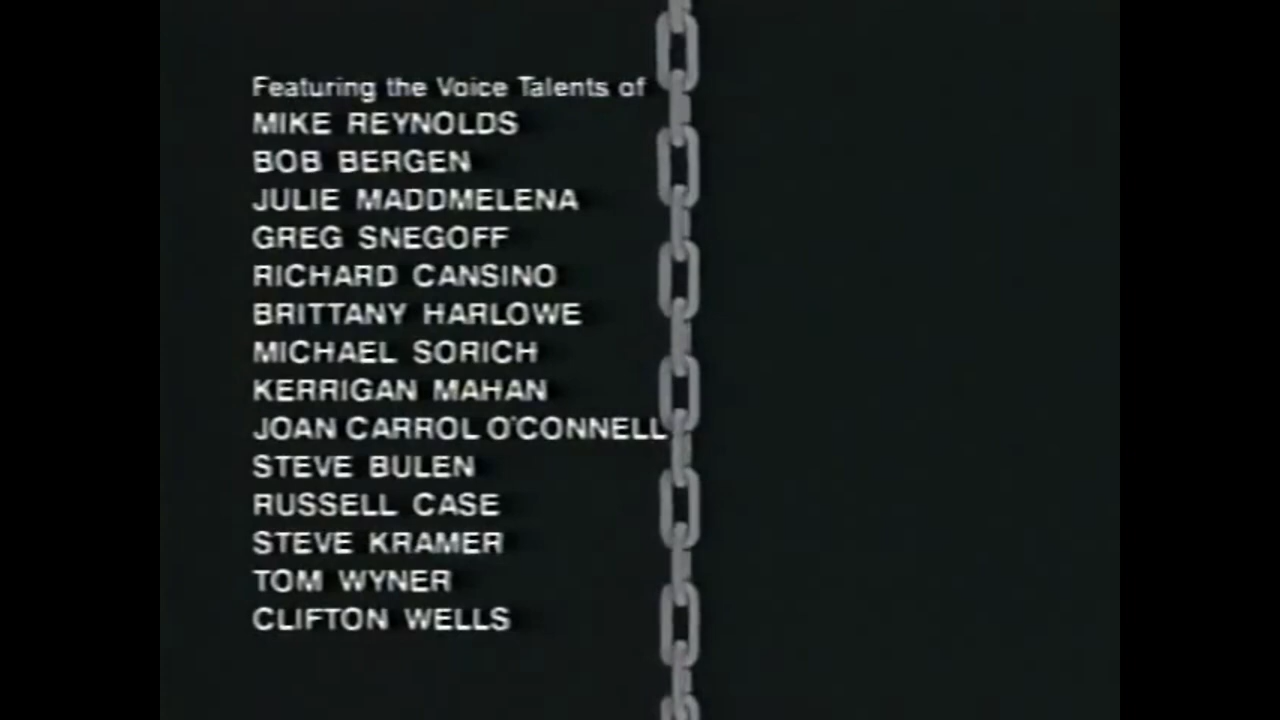 Featuring the Voice Talents of
MIKE REYNOLDS
BOB BERGEN
JULIE MADDMELENA
GREG SNEGOFF
RICHARD CANSINO
BRITTANY HARLOWE
MICHAEL SORICH
KERRIGAN MAHAN
JOAN CARROL O'CONNELL
STEVE BULEN
RUSSELL CASE
STEVE KRAMER
TOM WYNER
CLIFTON WELLS